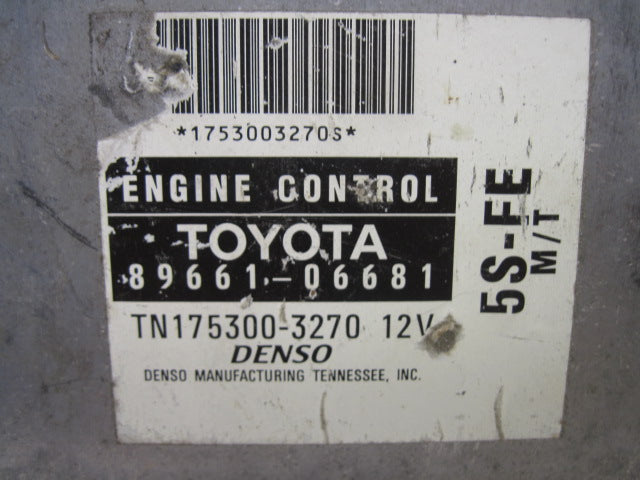 *1753003270S*
ENGINE CONTROL
TOYOTA
89661-06681
TN175300-3270 12V
DENSO
DENSO MANUFACTURING TENNESSEE, INC.
5S-FE
M/T